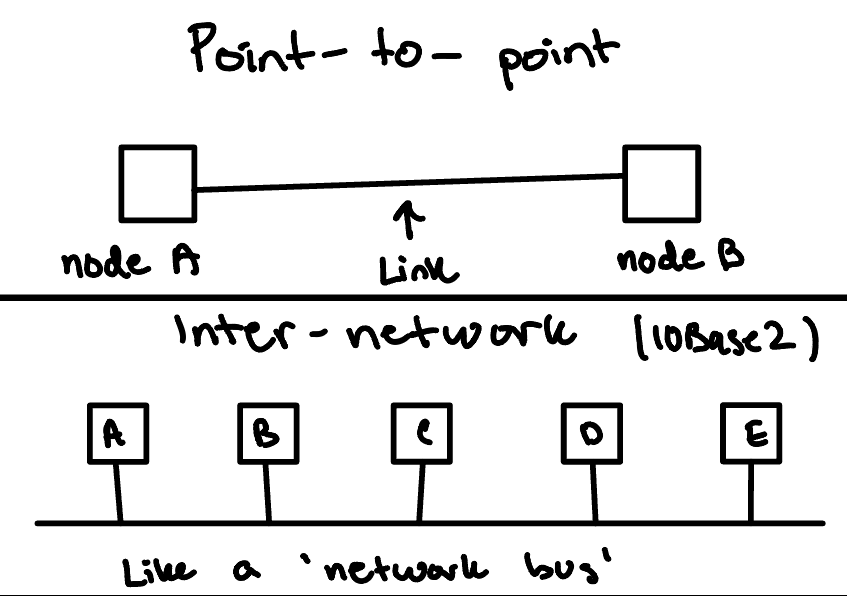 Point-to-point
node A
Link
node B
Inter-network (10Base2)
A B C D E
Like a 'network bus'